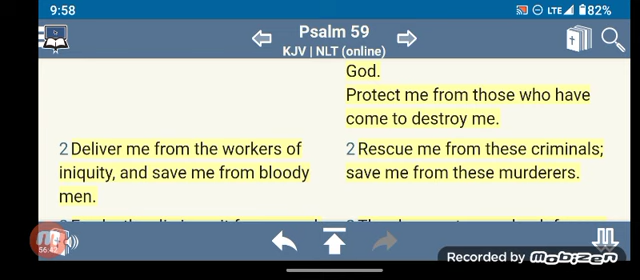 9:58
LTE 82%
Psalm 59
KJV | NLT (online)
God.
Protect me from those who have
come to destroy me.
2 Deliver me from the workers of
iniquity, and save me from bloody
men.
2 Rescue me from these criminals;
save me from these murderers.
56:42
Recorded by
MOBIZEN